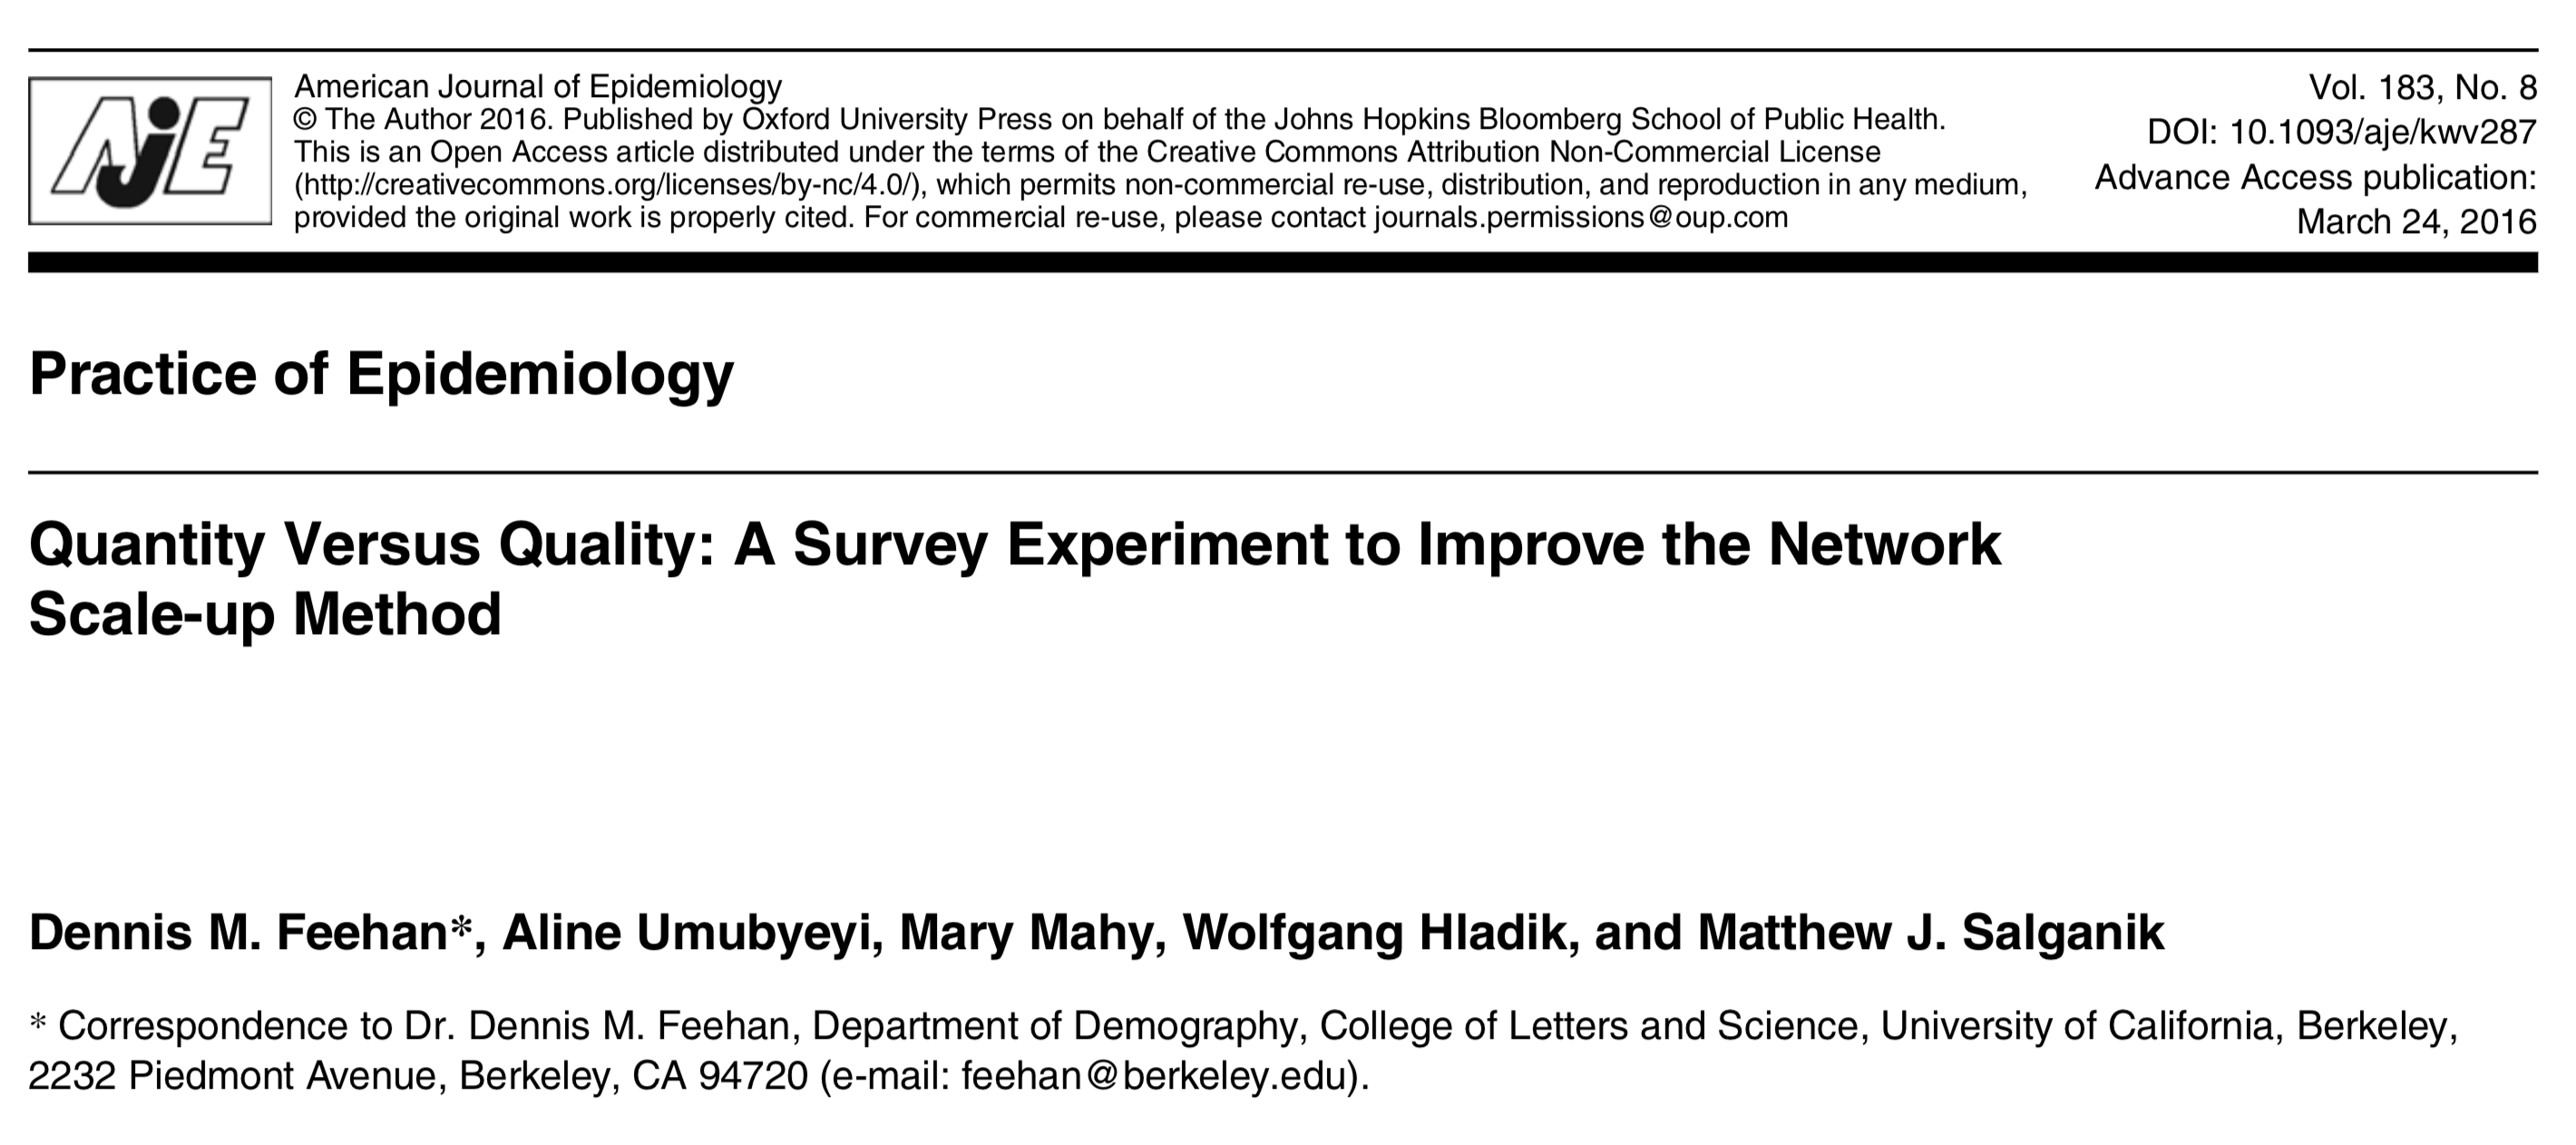 AJE
American Journal of Epidemiology
© The Author 2016. Published by Oxford University Press on behalf of the Johns Hopkins Bloomberg School of Public Health.
This is an Open Access article distributed under the terms of the Creative Commons Attribution Non-Commercial License
(http://creativecommons.org/licenses/by-nc/4.0/), which permits non-commercial re-use, distribution, and reproduction in any medium,
provided the original work is properly cited. For commercial re-use, please contact journals.permissions@oup.com
Vol. 183, No. 8
DOI: 10.1093/aje/kwv287
Advance Access publication:
March 24, 2016
Practice of Epidemiology
Quantity Versus Quality: A Survey Experiment to Improve the Network
Scale-up Method
Dennis M. Feehan*, Aline Umubyeyi, Mary Mahy, Wolfgang Hladik, and Matthew J. Salganik
* Correspondence to Dr. Dennis M. Feehan, Department of Demography, College of Letters and Science, University of California, Berkeley,
2232 Piedmont Avenue, Berkeley, CA 94720 (e-mail: feehan@berkeley.edu).